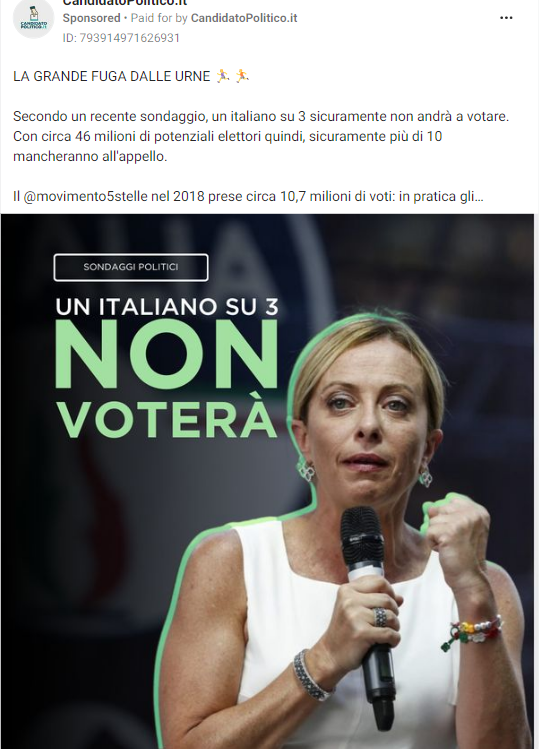 CandidatoPolitico.it
Sponsored • Paid for by CandidatoPolitico.it
ID: 793914971626931
CANDIDATO
POLITICO.it
LA GRANDE FUGA DALLE URNE 🏃 🏃
Secondo un recente sondaggio, un italiano su 3 sicuramente non andrà a votare.
Con circa 46 milioni di potenziali elettori quindi, sicuramente più di 10
mancheranno all'appello.
Il @movimento5stelle nel 2018 prese circa 10,7 milioni di voti: in pratica gli...
SONDAGGI POLITICI
UN ITALIANO SU 3
NON
VOTERÀ